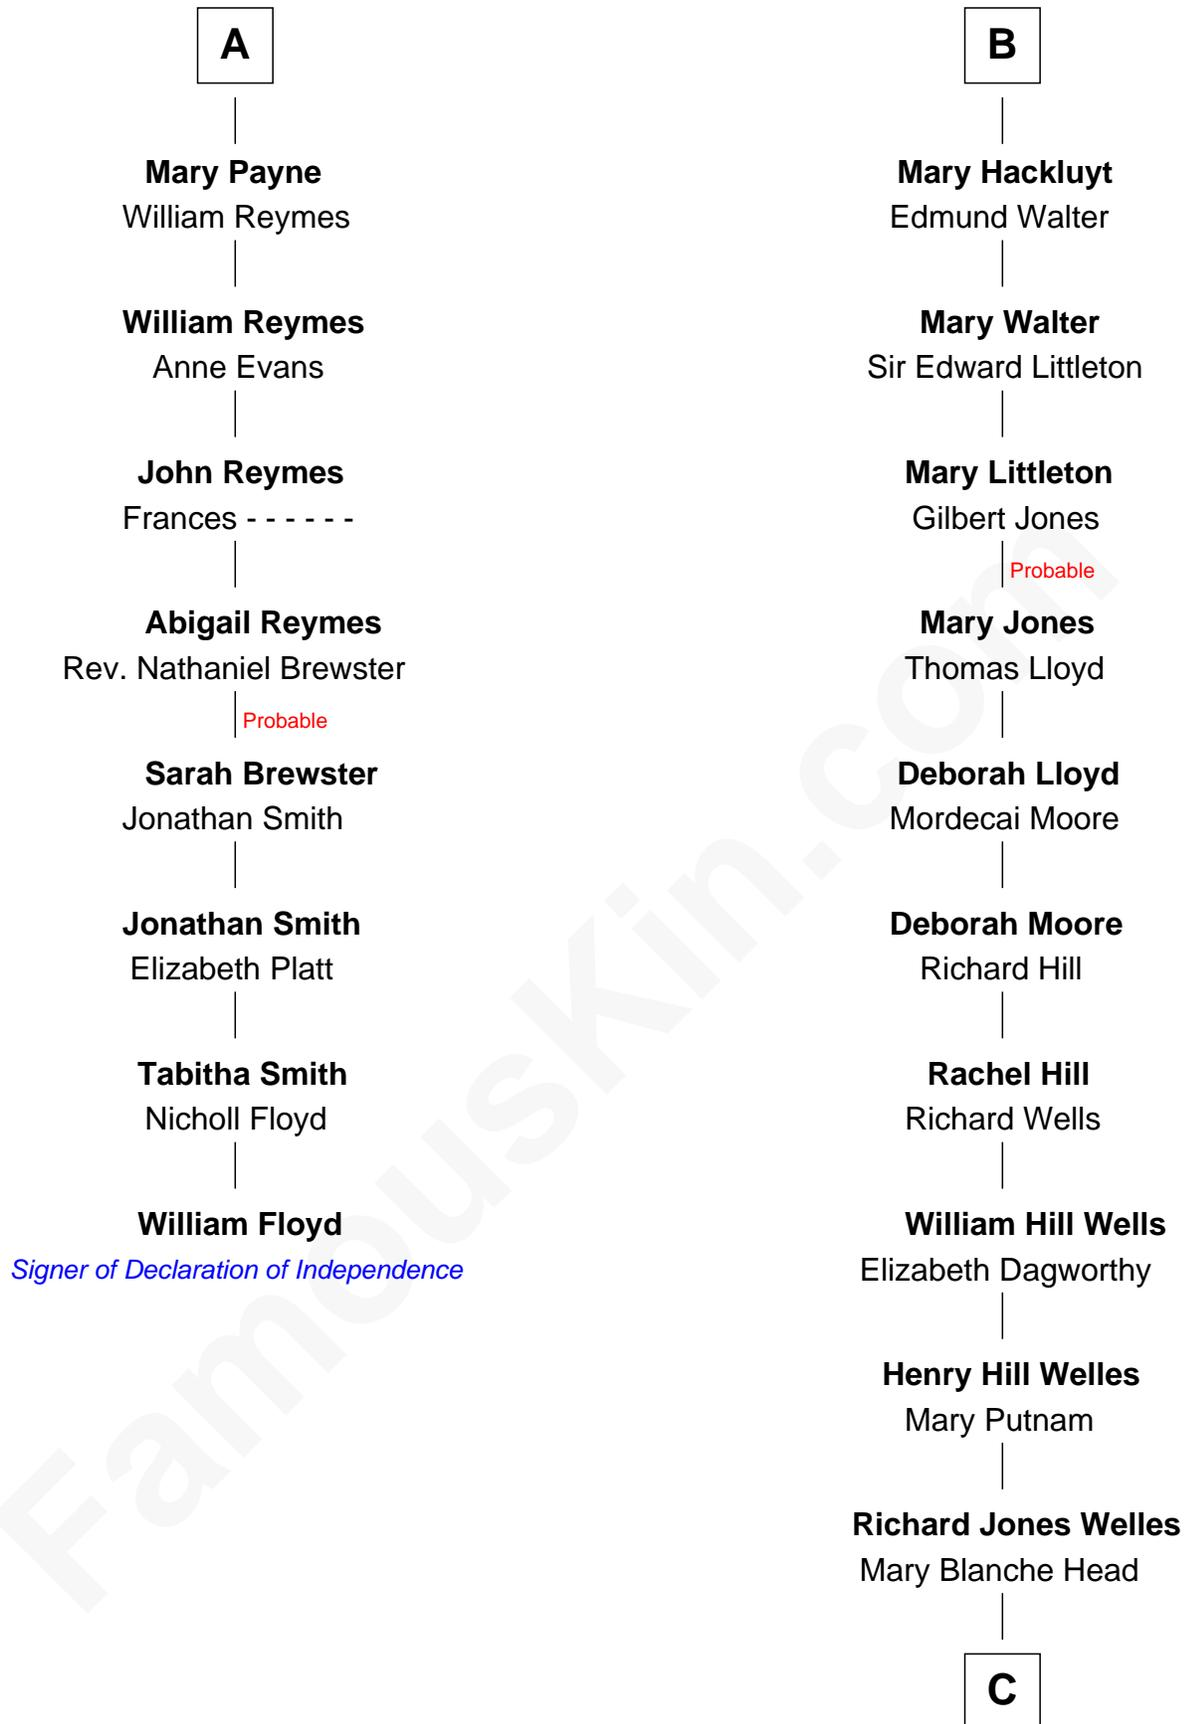 A
Mary Payne
William Reymes
William Reymes
Anne Evans
John Reymes
Frances - - - - - -
Abigail Reymes
Rev. Nathaniel Brewster
Probable
Sarah Brewster
Jonathan Smith
Jonathan Smith
Elizabeth Platt
Tabitha Smith
Nicholl Floyd
William Floyd
Signer of Declaration of Independence
B
Mary Hackluyt
Edmund Walter
Mary Walter
Sir Edward Littleton
Mary Littleton
Gilbert Jones
Probable
Mary Jones
Thomas Lloyd
Deborah Lloyd
Mordecai Moore
Deborah Moore
Richard Hill
Rachel Hill
Richard Wells
William Hill Wells
Elizabeth Dagworthy
Henry Hill Welles
Mary Putnam
Richard Jones Welles
Mary Blanche Head
C
FamousKin.com